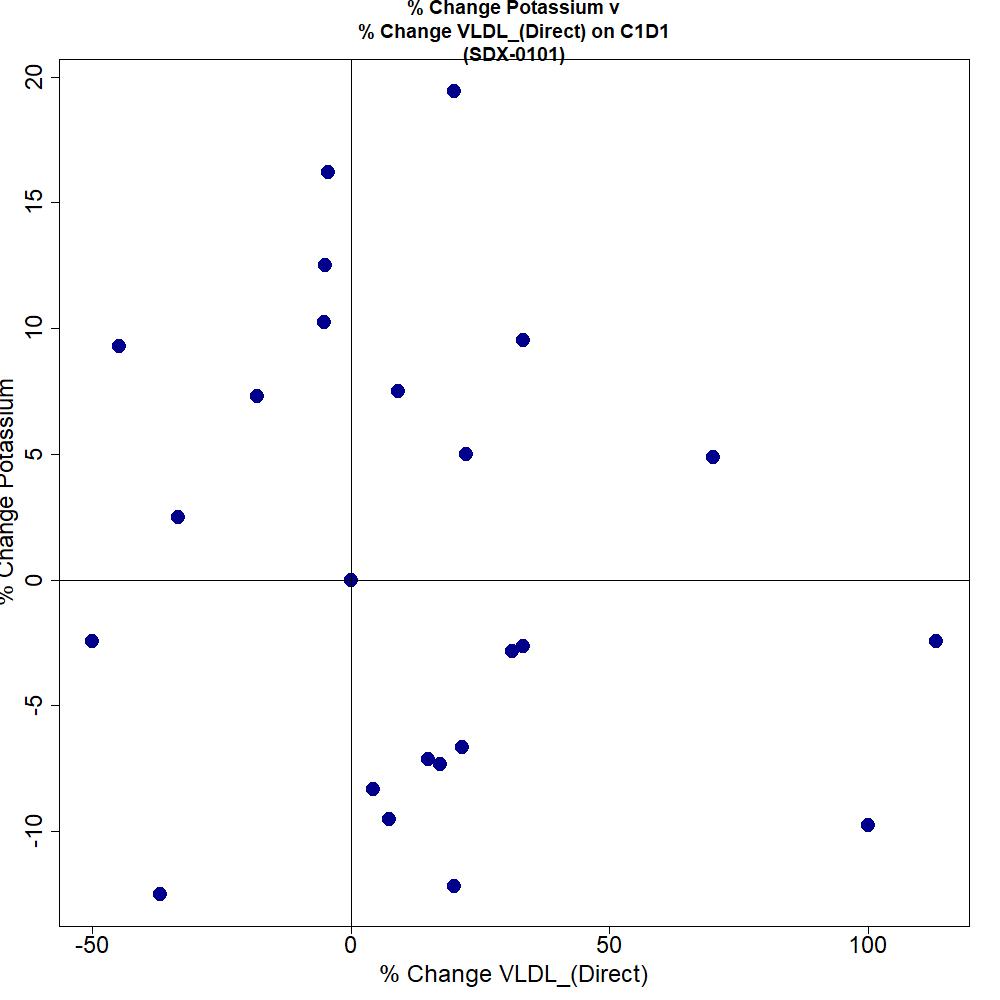 % Change Potassium v
% Change VLDL_(Direct) on C1D1
(SDX-0101)
% Change Potassium
20
15
10
5
0
-5
-10
-50
0
50
100
% Change VLDL_(Direct)